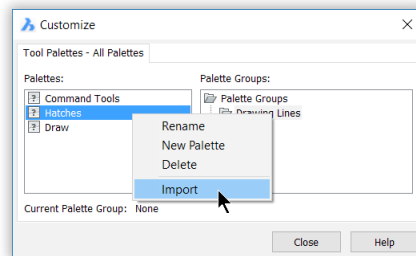 Customize
Tool Palettes - All Palettes
Palettes:
Palette Groups:
Command Tools
Palette Groups
Hatches
Drawing Lines
Draw
Rename
New Palette
Delete
Import
Current Palette Group: None
Close
Help